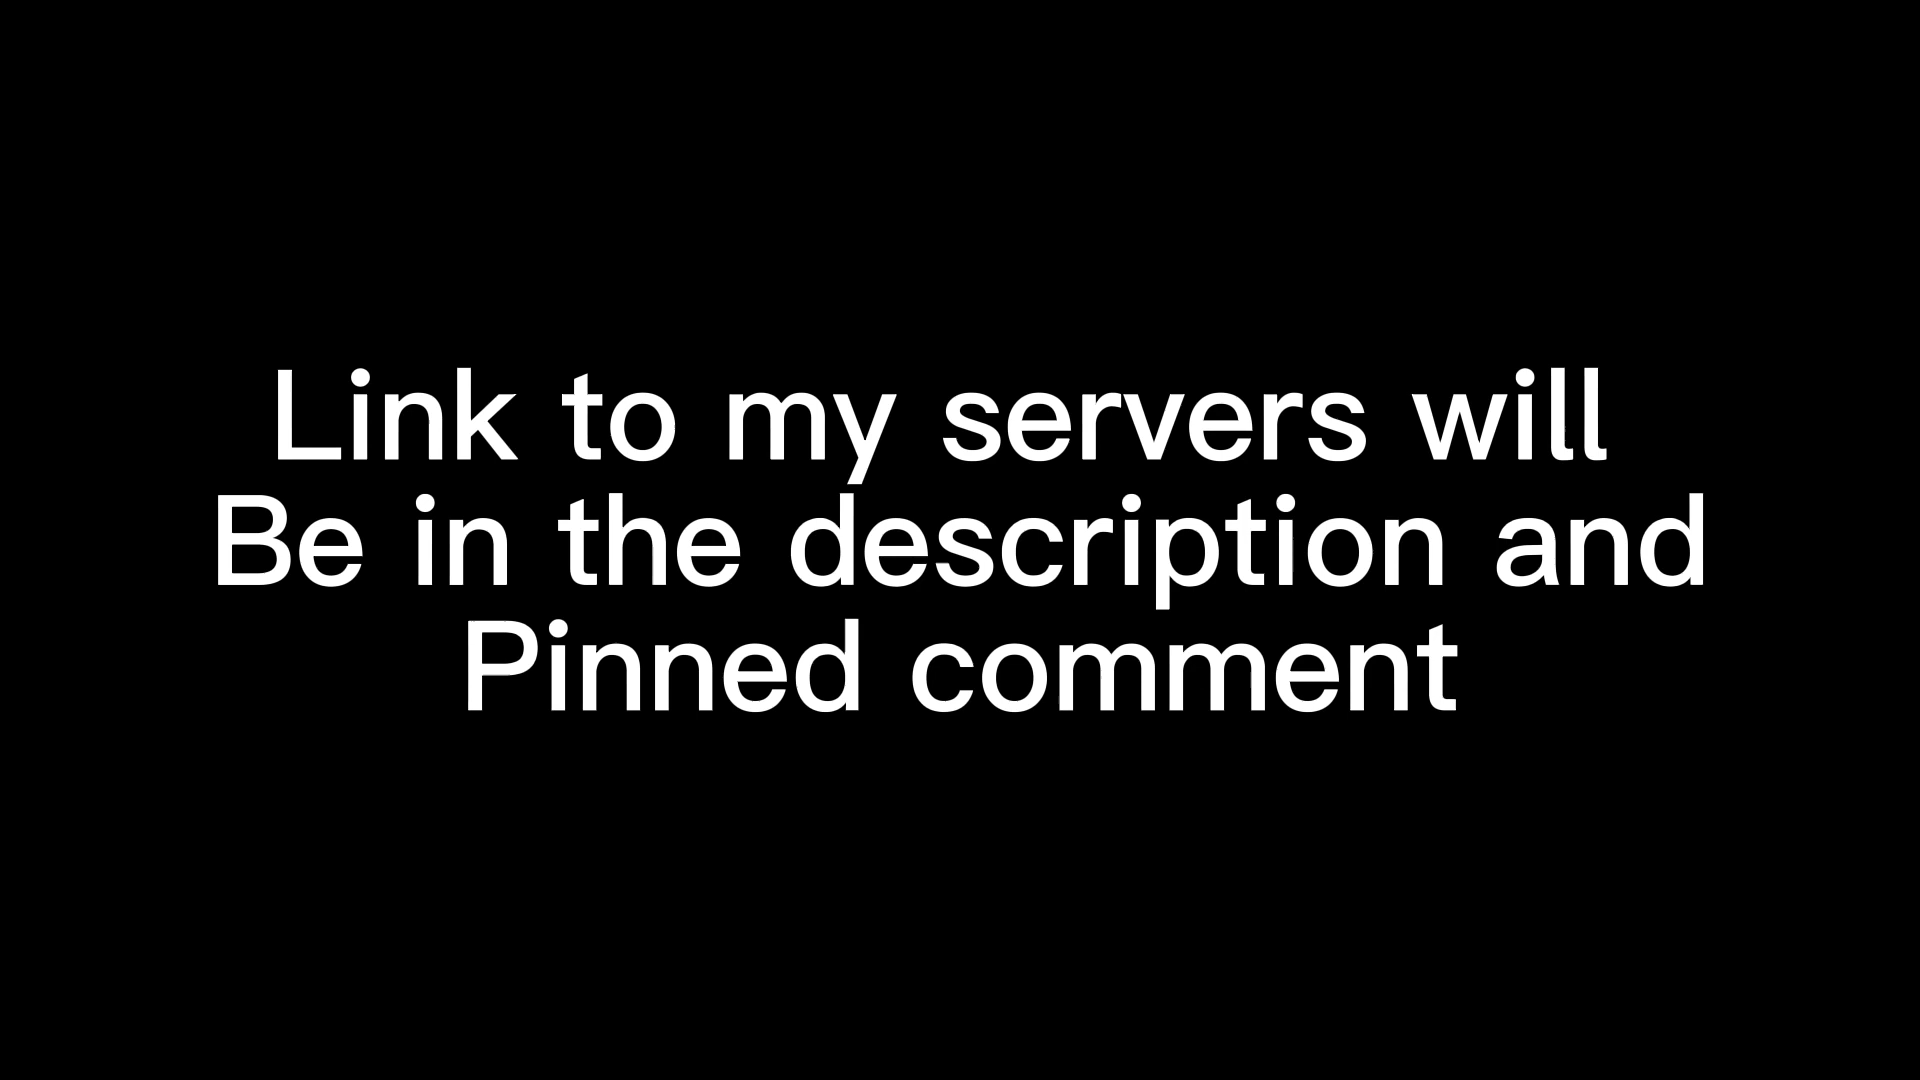 Link to my servers will
Be in the description and
Pinned comment